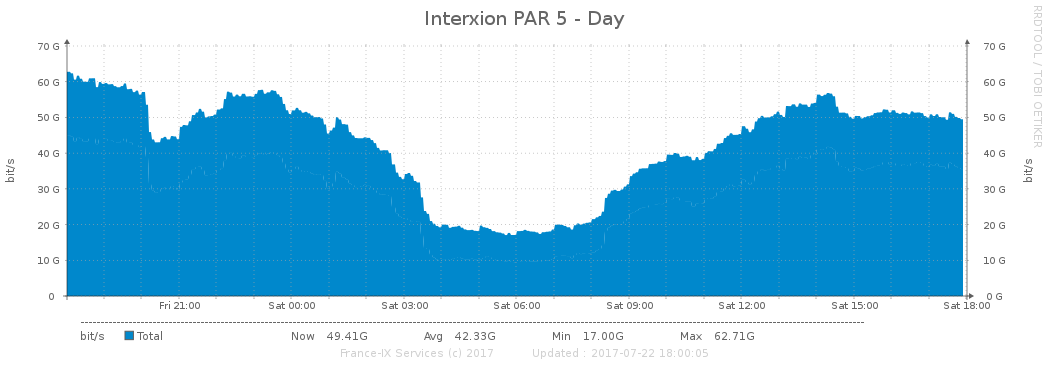 Interxion PAR 5 - Day
RRDTOOL / TOBI OETIKER
bit/s
70 G
60 G
50 G
40 G
30 G
20 G
10 G
0
70 G
60 G
50 G
40 G
30 G
20 G
10 G
0 G
bit/s
Fri 21:00 Sat 00:00 Sat 03:00 Sat 06:00 Sat 09:00 Sat 12:00 Sat 15:00 Sat 18:00
bit/s Total Now 49.41G Avg 42.33G Min 17.00G Max 62.71G
France-IX Services (c) 2017 Updated : 2017-07-22 18:00:05